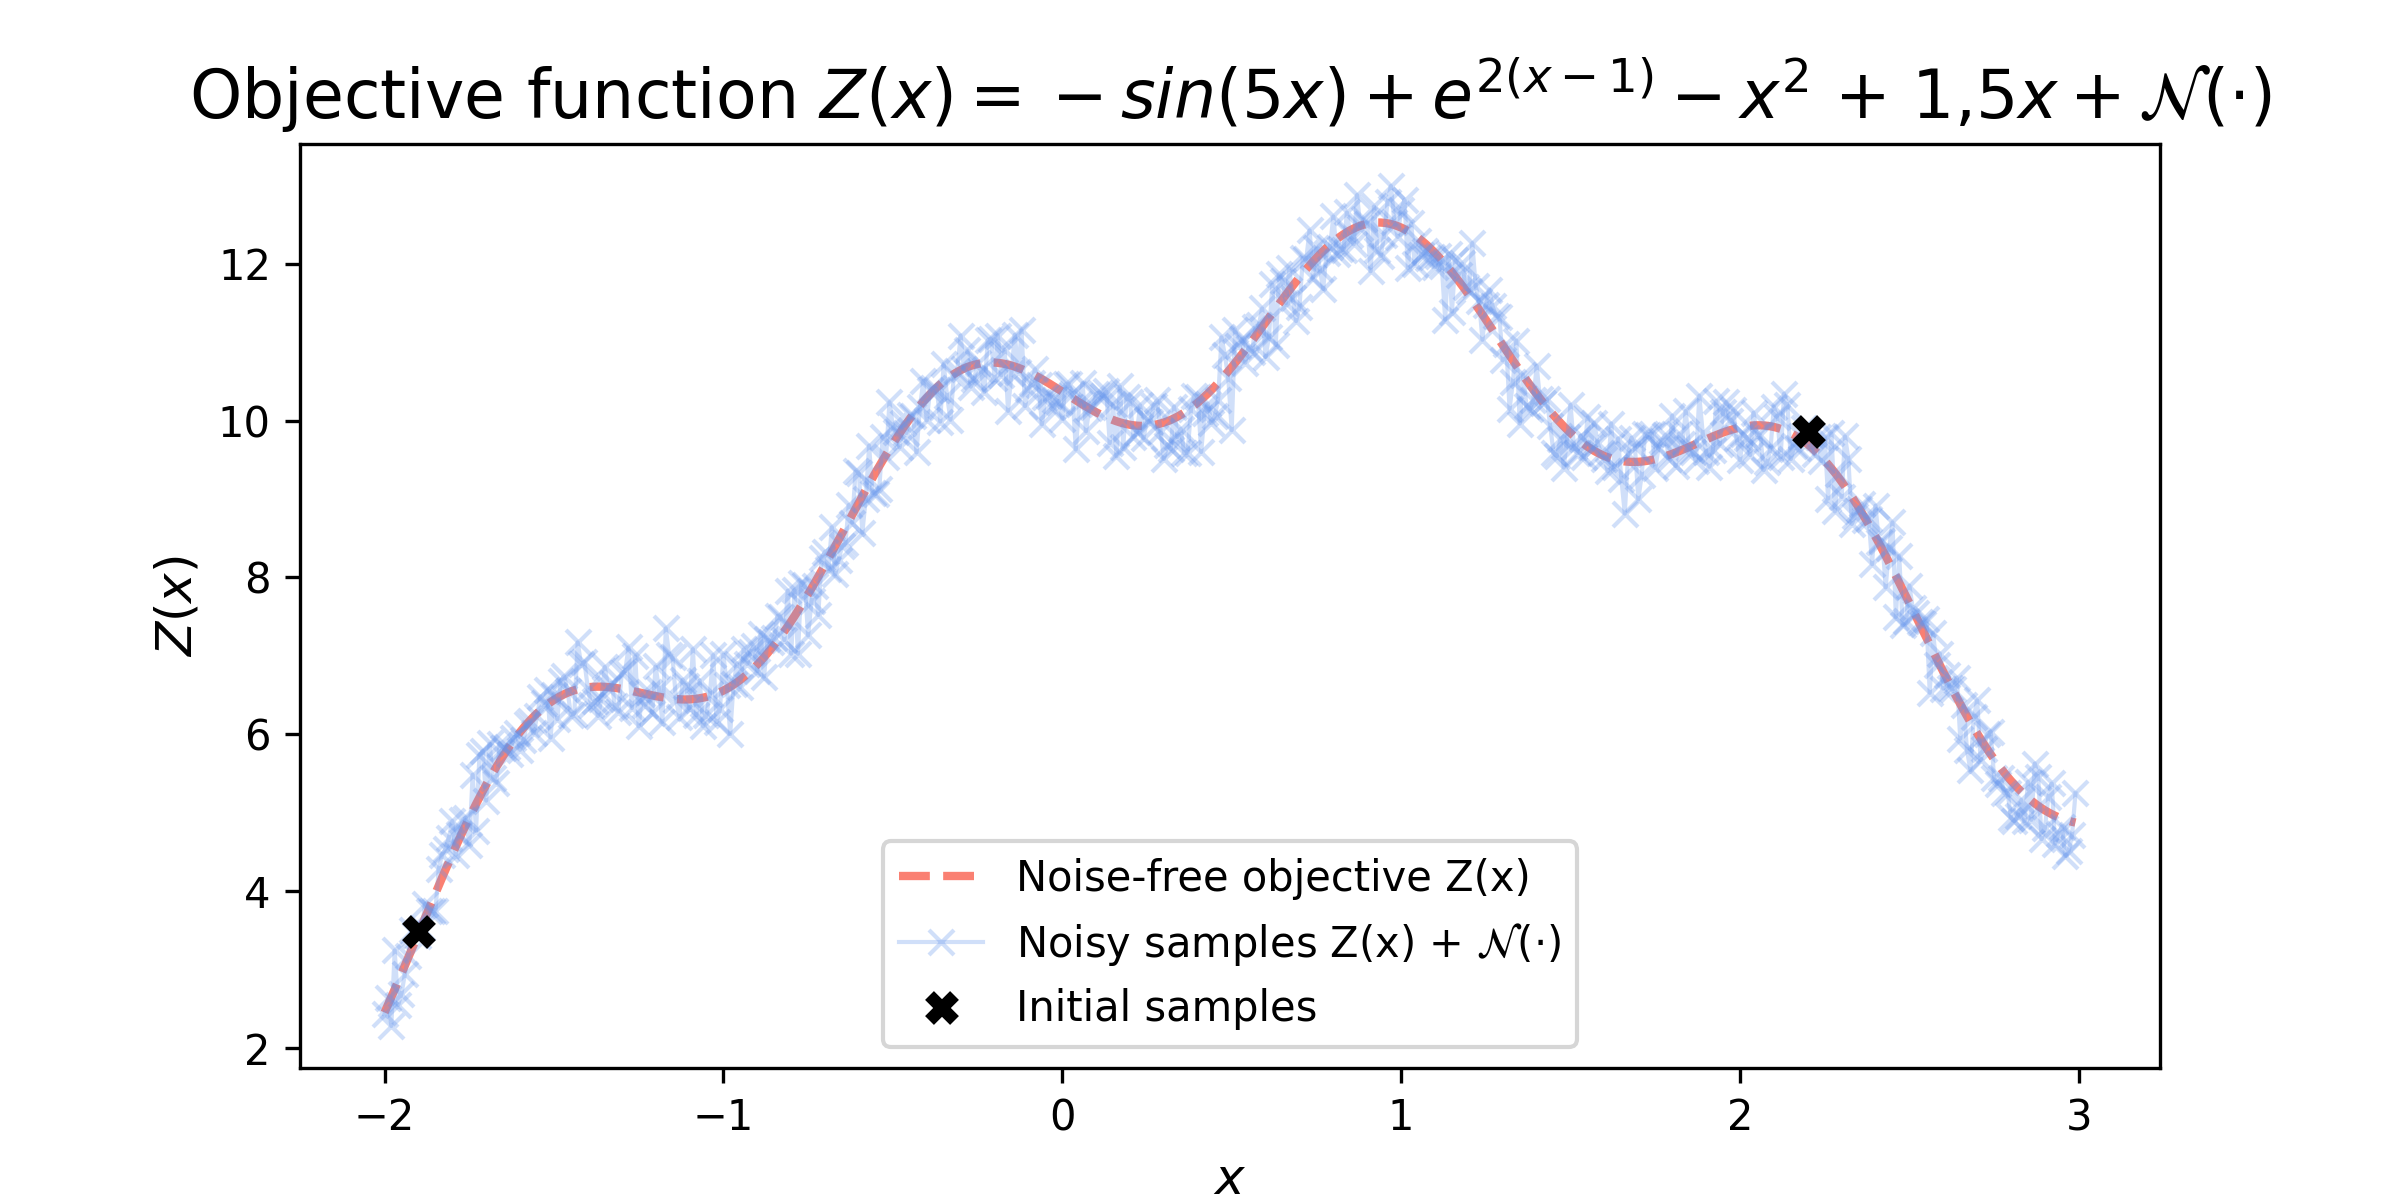 Objective function Z(x) = − sin(5x) + e^{2(x − 1)} − x² + 1,5x + 𝒩(·)
Z(x)
12
10
8
6
4
2
Noise-free objective Z(x)
Noisy samples Z(x) + 𝒩(·)
Initial samples
−2 −1 0 1 2 3
x